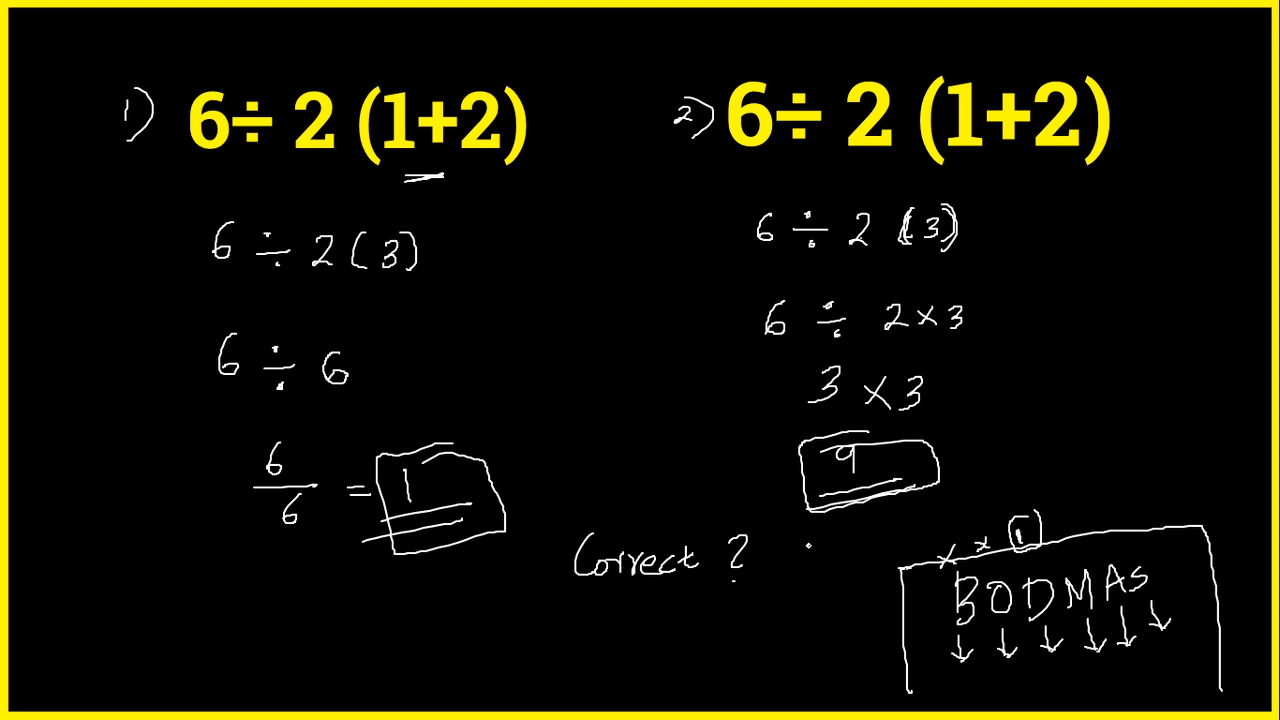 1) 6÷ 2 (1+2)
6 ÷ 2 (3)
6 ÷ 6
6/6 = 1
2) 6÷ 2 (1+2)
6 ÷ 2 (3)
6 ÷ 2 × 3
3 × 3
9
Correct ?
× × 1
BODMAS